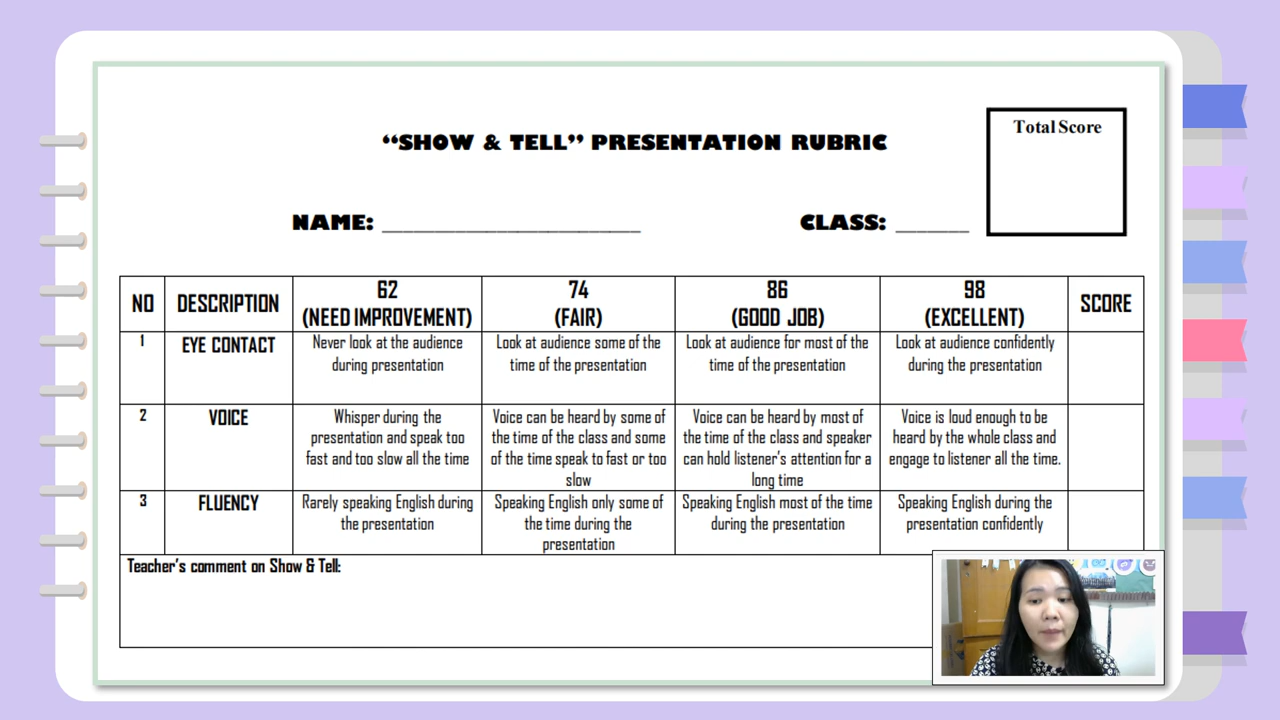 “SHOW & TELL” PRESENTATION RUBRIC
Total Score
NAME: ________________________
CLASS: _______
NO
DESCRIPTION
62
(NEED IMPROVEMENT)
74
(FAIR)
86
(GOOD JOB)
98
(EXCELLENT)
SCORE
1
EYE CONTACT
Never look at the audience
during presentation
Look at audience some of the
time of the presentation
Look at audience for most of the
time of the presentation
Look at audience confidently
during the presentation
2
VOICE
Whisper during the
presentation and speak too
fast and too slow all the time
Voice can be heard by some of
the time of the class and some
of the time speak to fast or too
slow
Voice can be heard by most of
the time of the class and speaker
can hold listener’s attention for a
long time
Voice is loud enough to be
heard by the whole class and
engage to listener all the time.
3
FLUENCY
Rarely speaking English during
the presentation
Speaking English only some of
the time during the
presentation
Speaking English most of the time
during the presentation
Speaking English during the
presentation confidently
Teacher’s comment on Show & Tell: